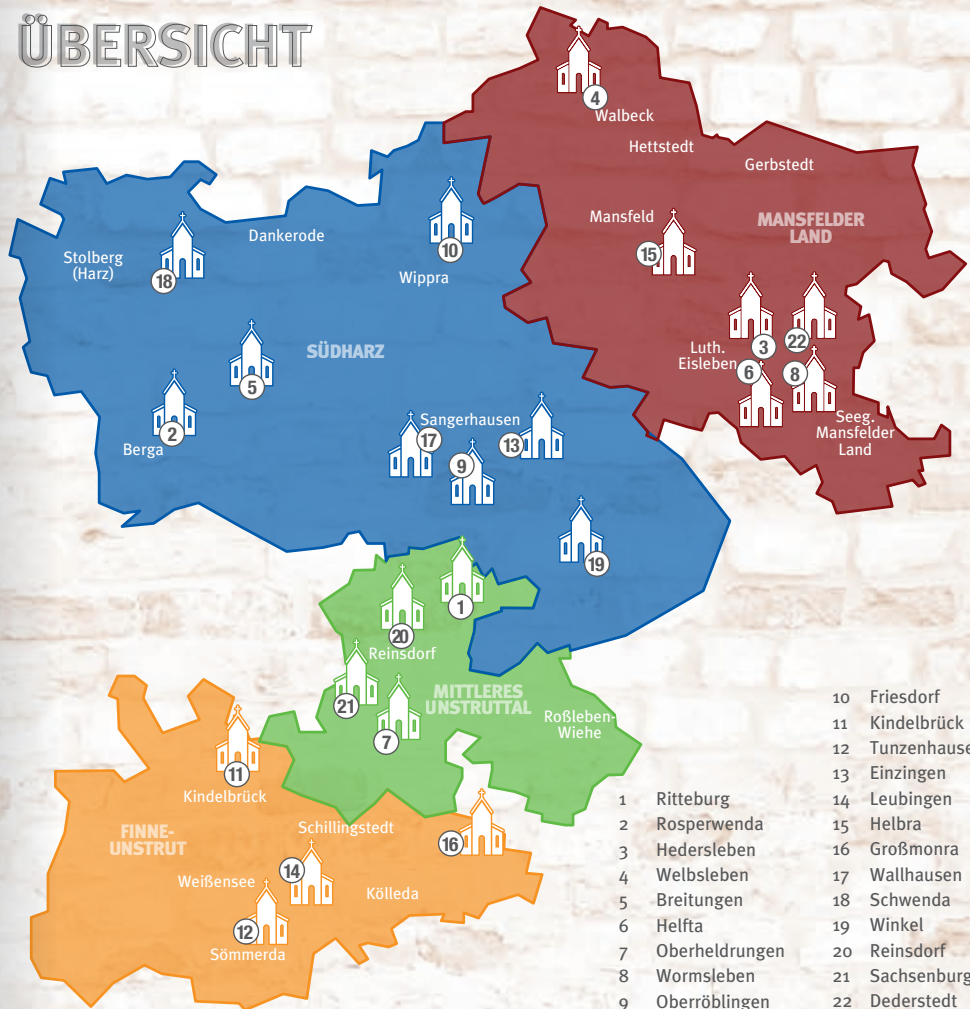 ÜBERSICHT
4
Walbeck
Hettstedt
Gerbstedt
Mansfeld
MANSFELDER
LAND
15
Dankerode
10
Stolberg
(Harz)
18
Wippra
3
22
Luth.
Eisleben
6
8
SÜDHARZ
5
Seeg.
Mansfelder
Land
2
Berga
Sangerhausen
17
13
9
19
1
20
Reinsdorf
21
MITTLERES
UNSTRUTTAL
7
Roßleben-
Wiehe
11
Kindelbrück
FINNE-
UNSTRUT
Schillingstedt
16
14
Weißensee
Kölleda
12
Sömmerda
1 Ritteburg
2 Rosperwenda
3 Hedersleben
4 Welbsleben
5 Breitungen
6 Helfta
7 Oberheldrungen
8 Wormsleben
9 Oberröblingen
10 Friesdorf
11 Kindelbrück
12 Tunzenhause
13 Einzingen
14 Leubingen
15 Helbra
16 Großmonra
17 Wallhausen
18 Schwenda
19 Winkel
20 Reinsdorf
21 Sachsenburg
22 Dederstedt